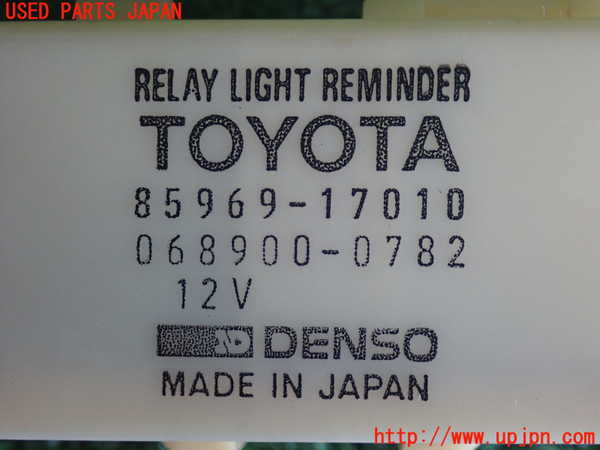 USED PARTS JAPAN
RELAY LIGHT REMINDER
TOYOTA
85969-17010
068900-0782
12V
ND DENSO
MADE IN JAPAN
http://www.upjpn.com